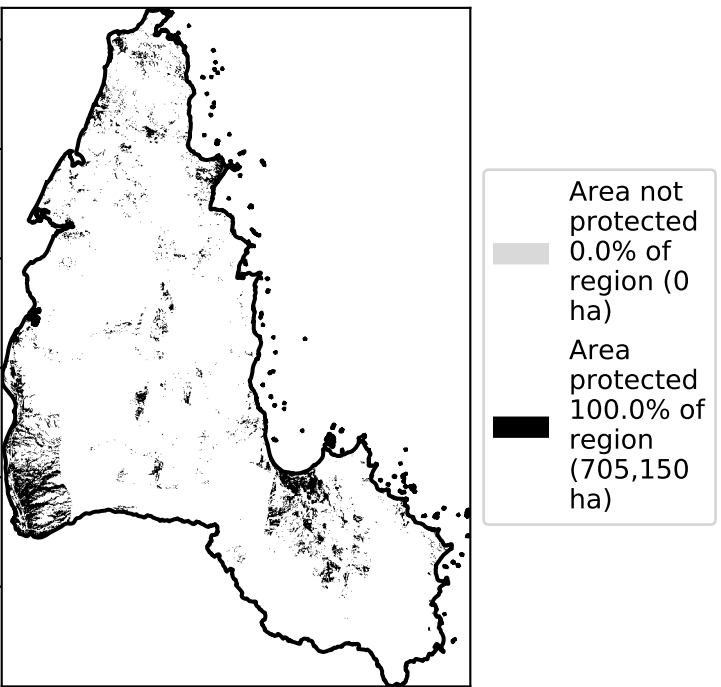 Area not
protected
0.0% of
region (0
ha)
Area
protected
100.0% of
region
(705,150
ha)